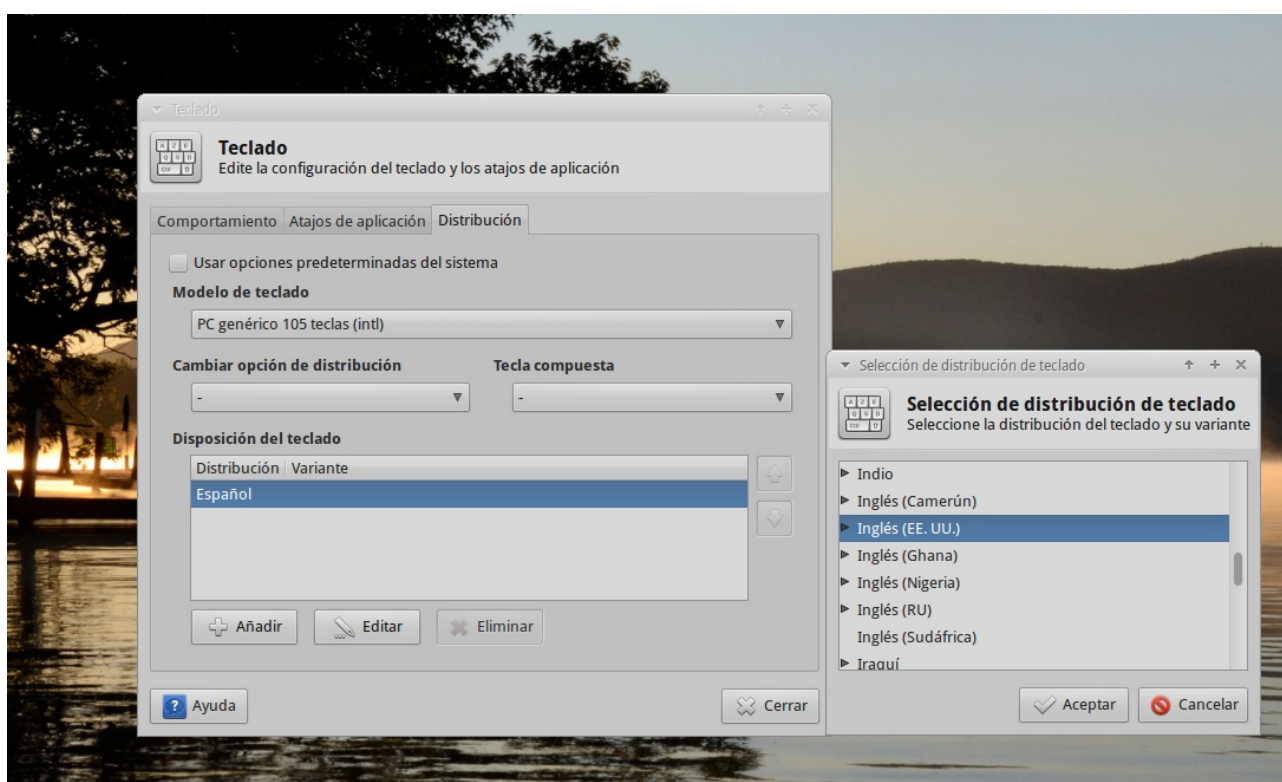 Teclado
Teclado
Edite la configuración del teclado y los atajos de aplicación
Comportamiento Atajos de aplicación Distribución
Usar opciones predeterminadas del sistema
Modelo de teclado
PC genérico 105 teclas (intl)
Cambiar opción de distribución Tecla compuesta
- -
Disposición del teclado
Distribución Variante
Español
Añadir Editar Eliminar
Ayuda Cerrar
Selección de distribución de teclado
Selección de distribución de teclado
Seleccione la distribución del teclado y su variante
Indio
Inglés (Camerún)
Inglés (EE. UU.)
Inglés (Ghana)
Inglés (Nigeria)
Inglés (RU)
Inglés (Sudáfrica)
Iraquí
Aceptar Cancelar